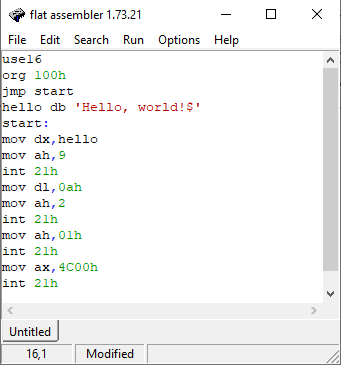 flat assembler 1.73.21
File Edit Search Run Options Help
use16
org 100h
jmp start
hello db 'Hello, world!$'
start:
mov dx,hello
mov ah,9
int 21h
mov dl,0ah
mov ah,2
int 21h
mov ah,01h
int 21h
mov ax,4C00h
int 21h
Untitled
16,1 Modified